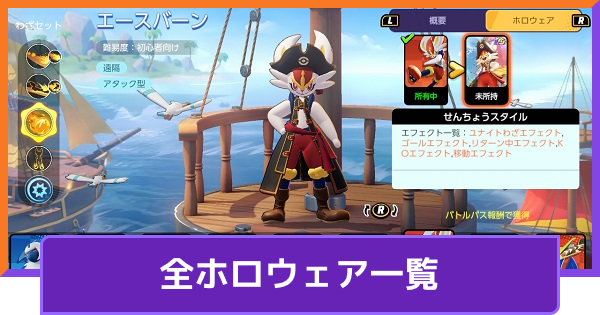 わざセット
エースバーン
難易度：初心者向け
遠隔
アタック型
L
概要
ホロウェア
R
所有中
未所持
せんちょうスタイル
エフェクト一覧：ユナイトわざエフェクト,
ゴールエフェクト,リターン中エフェクト,K
Oエフェクト,移動エフェクト
R
バトルパス報酬で獲得
全ホロウェア一覧